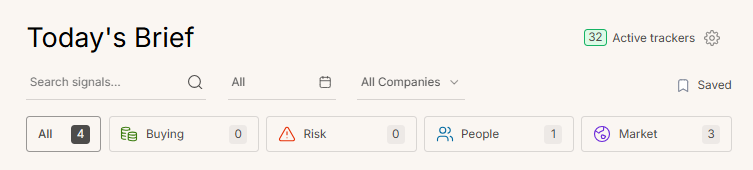 Today's Brief
32 Active trackers
Search signals...
All
All Companies
Saved
All 4
Buying 0
Risk 0
People 1
Market 3